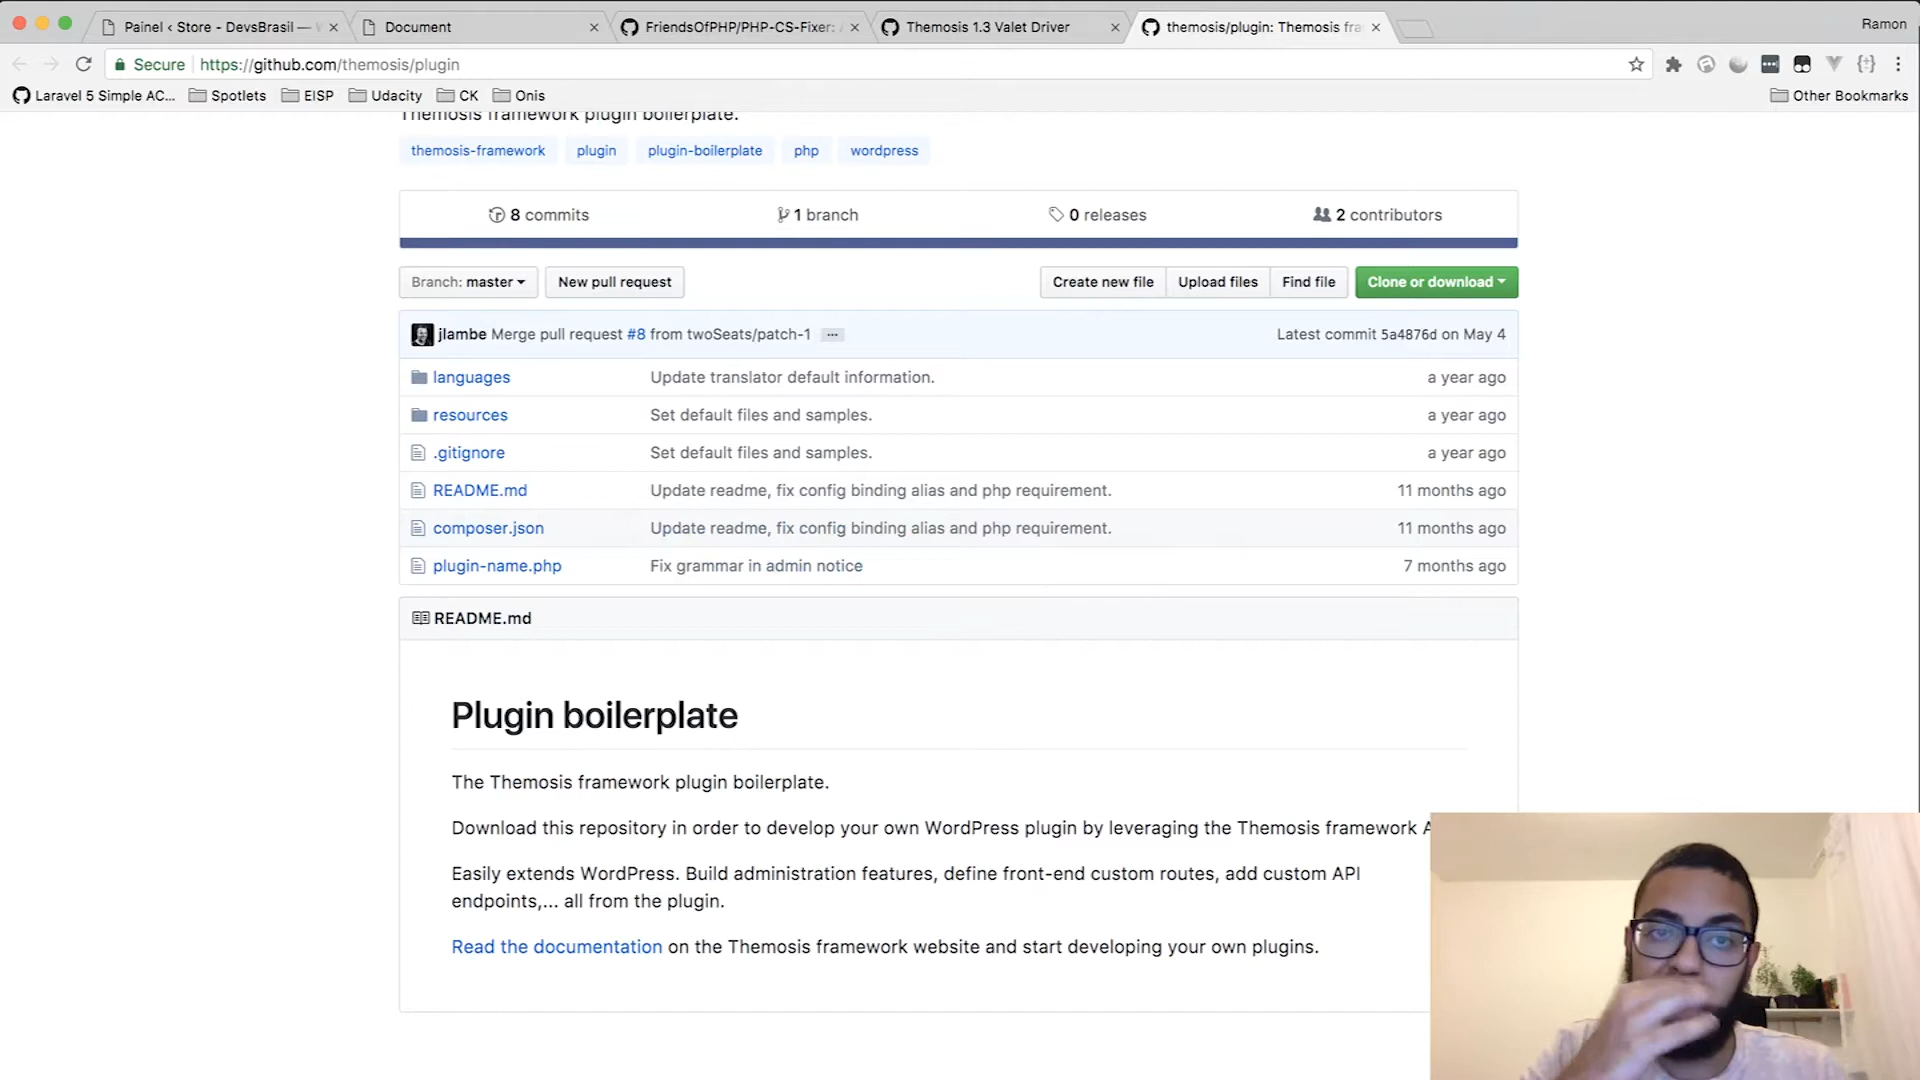 Painel ‹ Store - DevsBrasil —
Document
FriendsOfPHP/PHP-CS-Fixer:
Themosis 1.3 Valet Driver
themosis/plugin: Themosis fra
Ramon
Secure
https://github.com/themosis/plugin
Laravel 5 Simple AC...
Spotlets
EISP
Udacity
CK
Onis
Other Bookmarks
Themosis framework plugin boilerplate.
themosis-framework
plugin
plugin-boilerplate
php
wordpress
8 commits
1 branch
0 releases
2 contributors
Branch: master
New pull request
Create new file
Upload files
Find file
Clone or download
jlambe Merge pull request #8 from twoSeats/patch-1 ...
Latest commit 5a4876d on May 4
languages
Update translator default information.
a year ago
resources
Set default files and samples.
a year ago
.gitignore
Set default files and samples.
a year ago
README.md
Update readme, fix config binding alias and php requirement.
11 months ago
composer.json
Update readme, fix config binding alias and php requirement.
11 months ago
plugin-name.php
Fix grammar in admin notice
7 months ago
README.md
Plugin boilerplate
The Themosis framework plugin boilerplate.
Download this repository in order to develop your own WordPress plugin by leveraging the Themosis framework
Easily extends WordPress. Build administration features, define front-end custom routes, add custom API
endpoints,... all from the plugin.
Read the documentation on the Themosis framework website and start developing your own plugins.